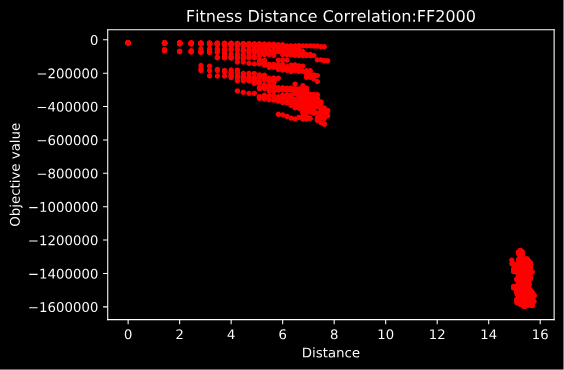 Fitness Distance Correlation:FF2000
Objective value
0
−200000
−400000
−600000
−800000
−1000000
−1200000
−1400000
−1600000
0 2 4 6 8 10 12 14 16
Distance